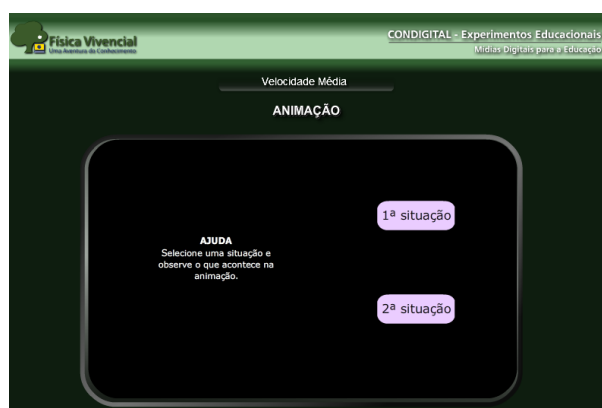 Física Vivencial
Uma Aventura do Conhecimento
CONDIGITAL - Experimentos Educacionais
Mídias Digitais para a Educação
Velocidade Média
ANIMAÇÃO
AJUDA
Selecione uma situação e
observe o que acontece na
animação.
1ª situação
2ª situação